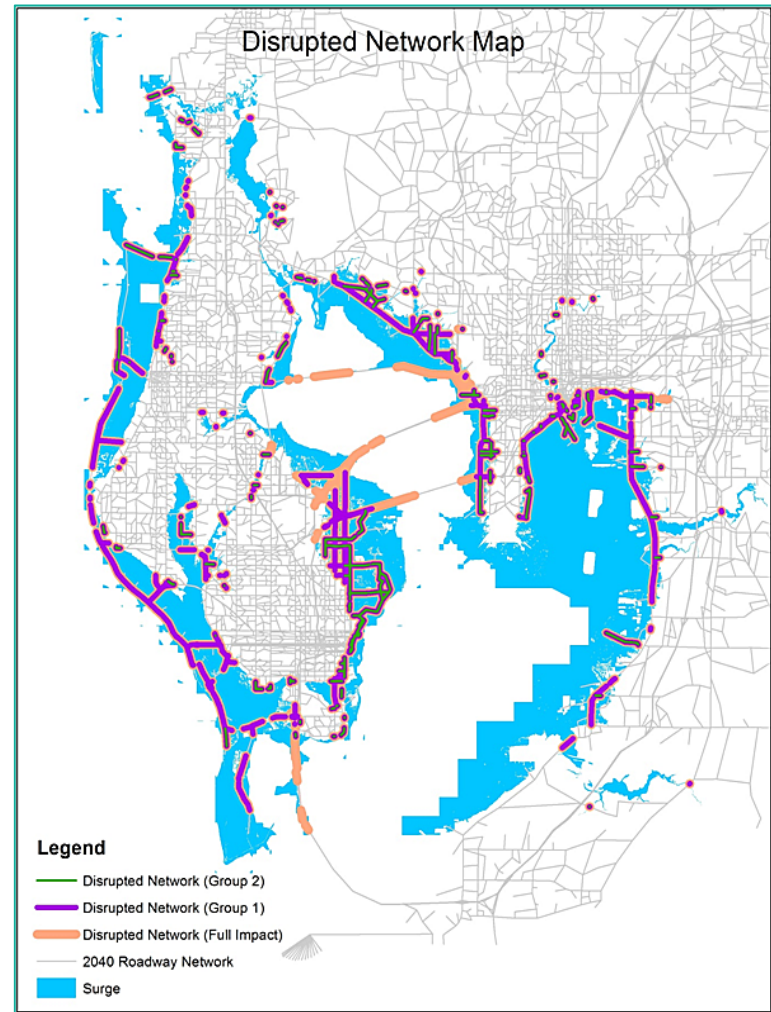 Disrupted Network Map
Legend
Disrupted Network (Group 2)
Disrupted Network (Group 1)
Disrupted Network (Full Impact)
2040 Roadway Network
Surge